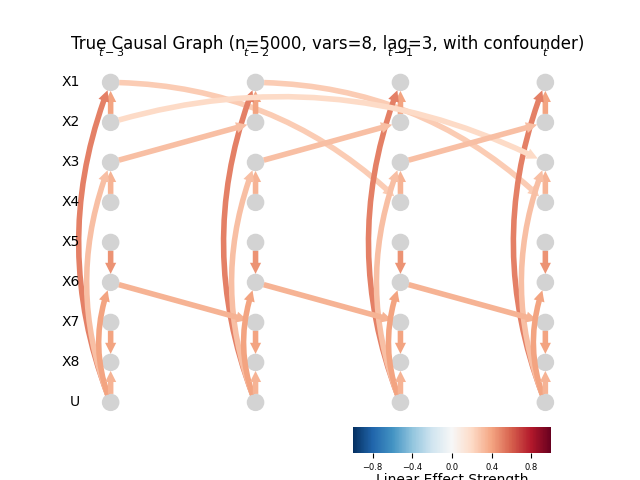 True Causal Graph (n=5000, vars=8, lag=3, with confounder)
t−3 t−2 t−1 t
X1
X2
X3
X4
X5
X6
X7
X8
U
−0.8 −0.4 0.0 0.4 0.8
Linear Effect Strength